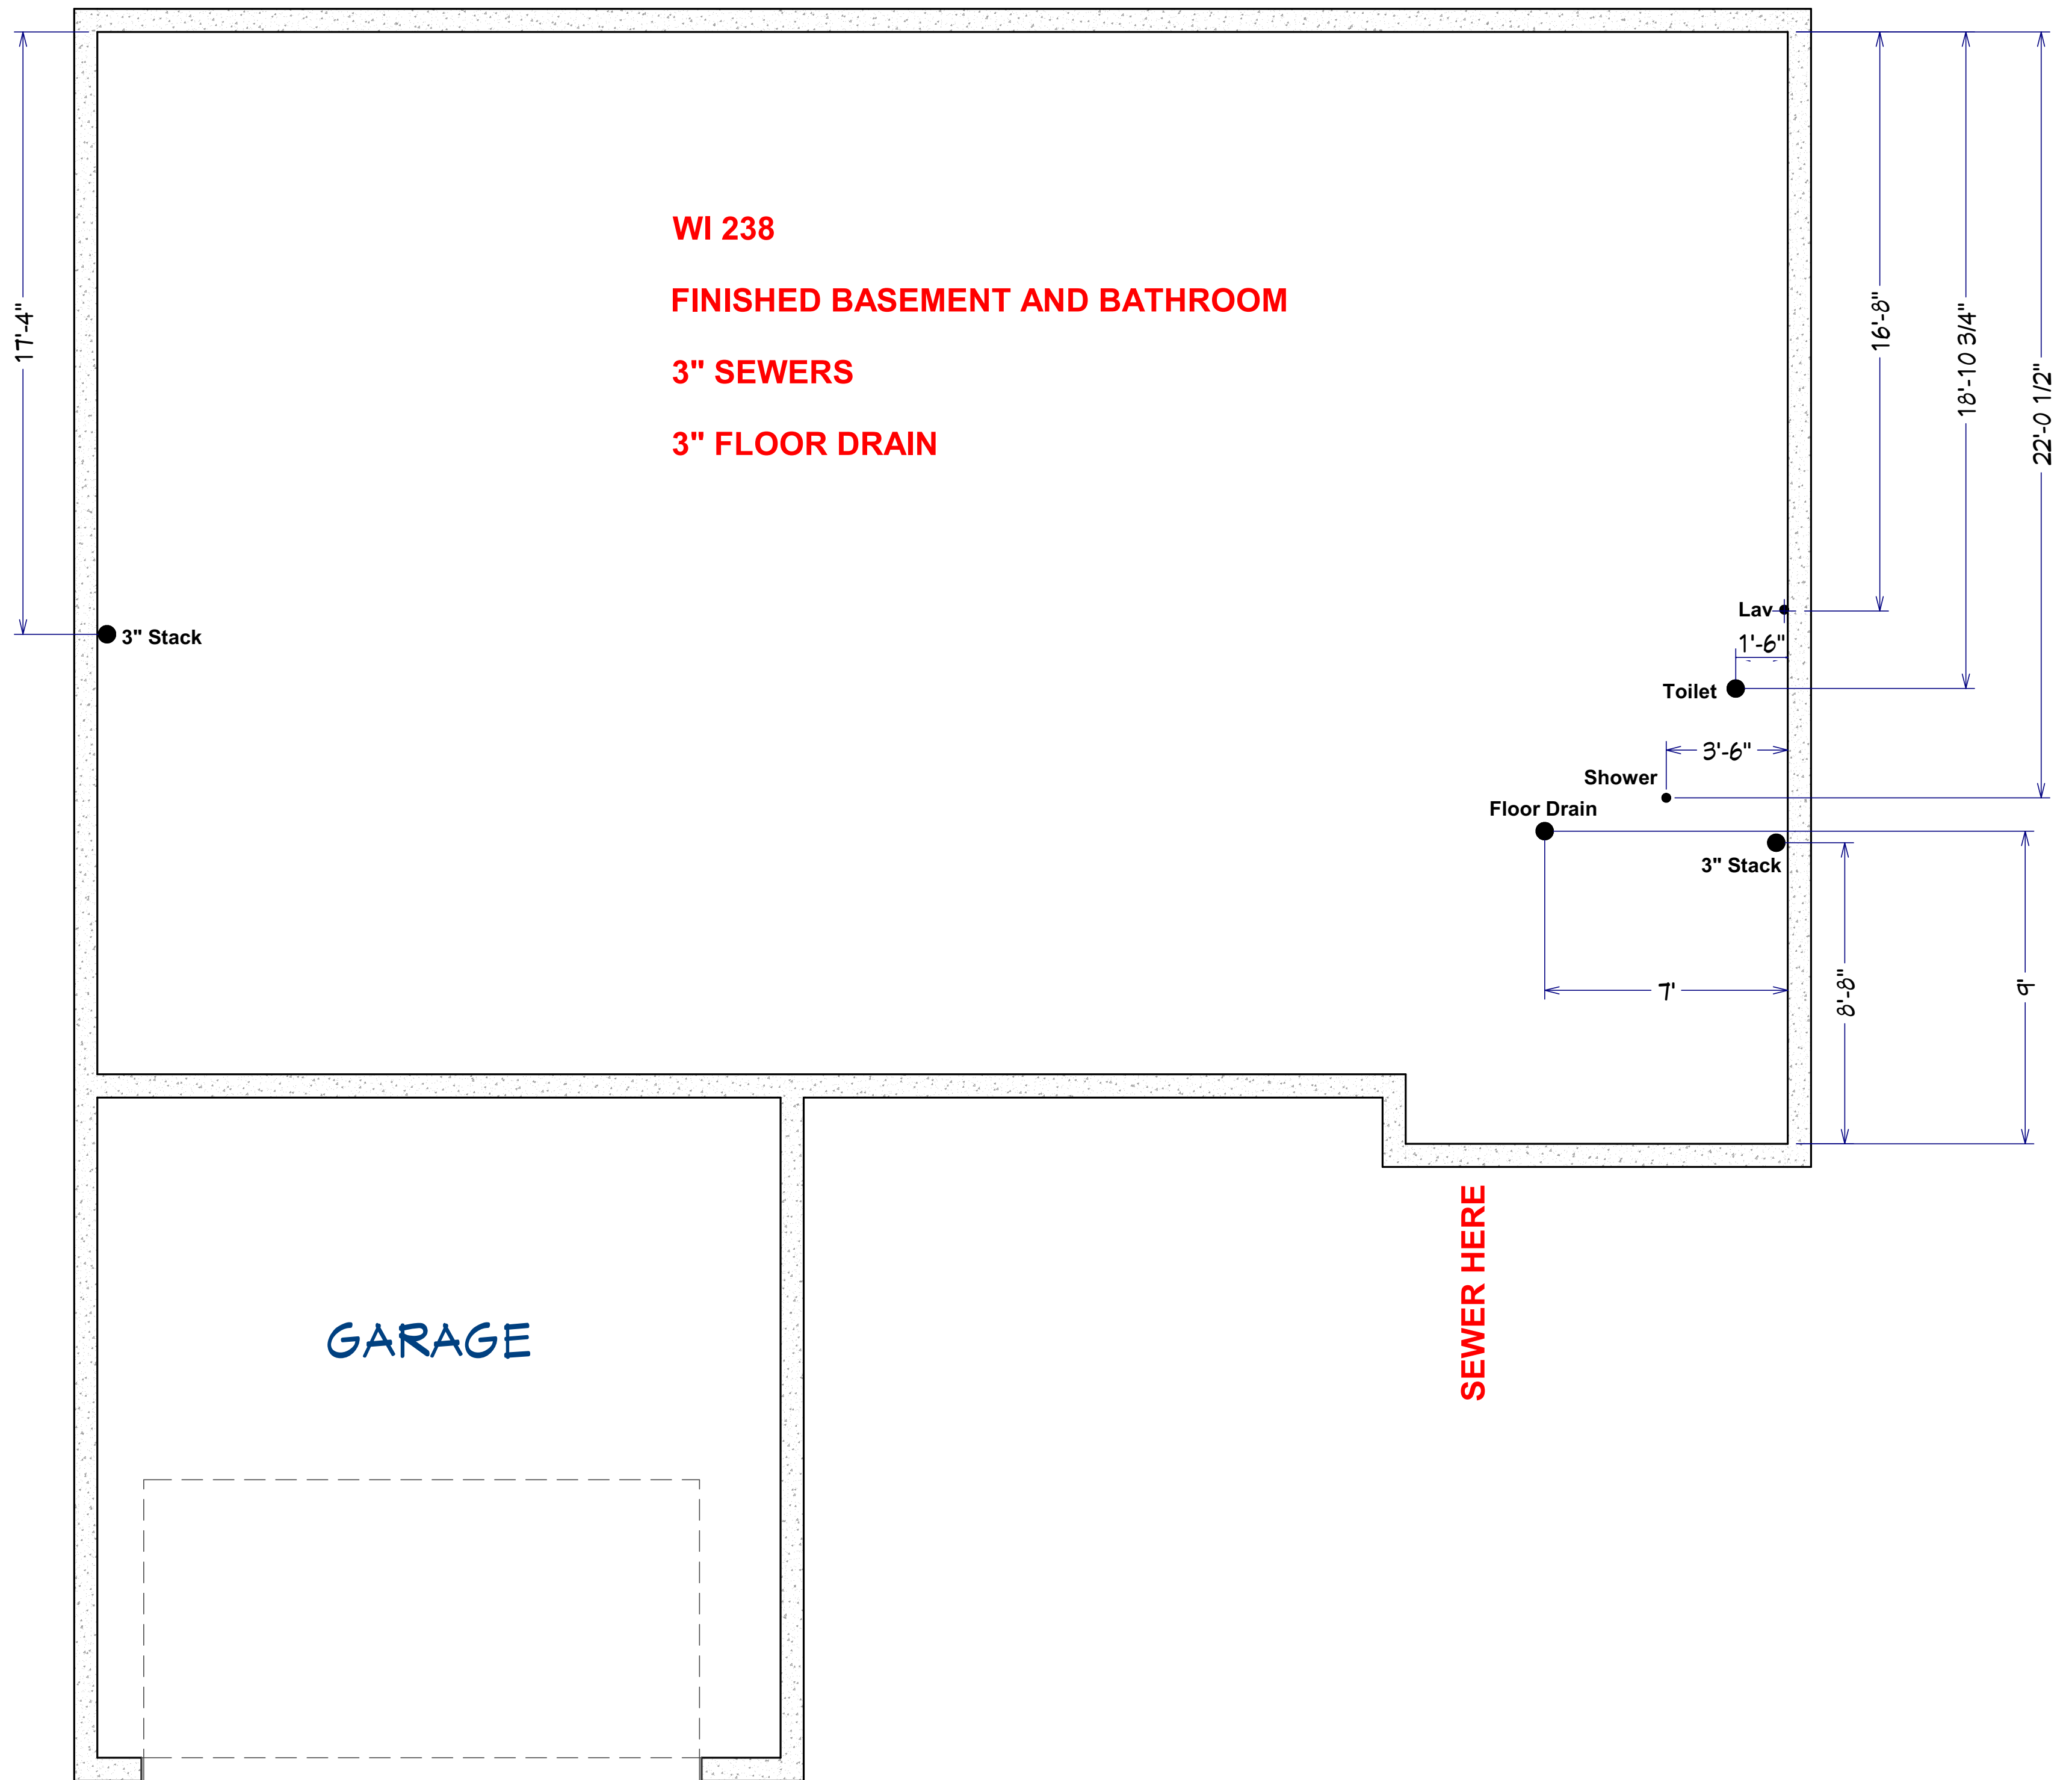 WI 238
FINISHED BASEMENT AND BATHROOM
3" SEWERS
3" FLOOR DRAIN
17'-4"
16'-8"
18'-10 3/4"
22'-0 1/2"
3" Stack
Lav
1'-6"
Toilet
3'-6"
Shower
Floor Drain
3" Stack
7'
8'-8"
9'
SEWER HERE
GARAGE